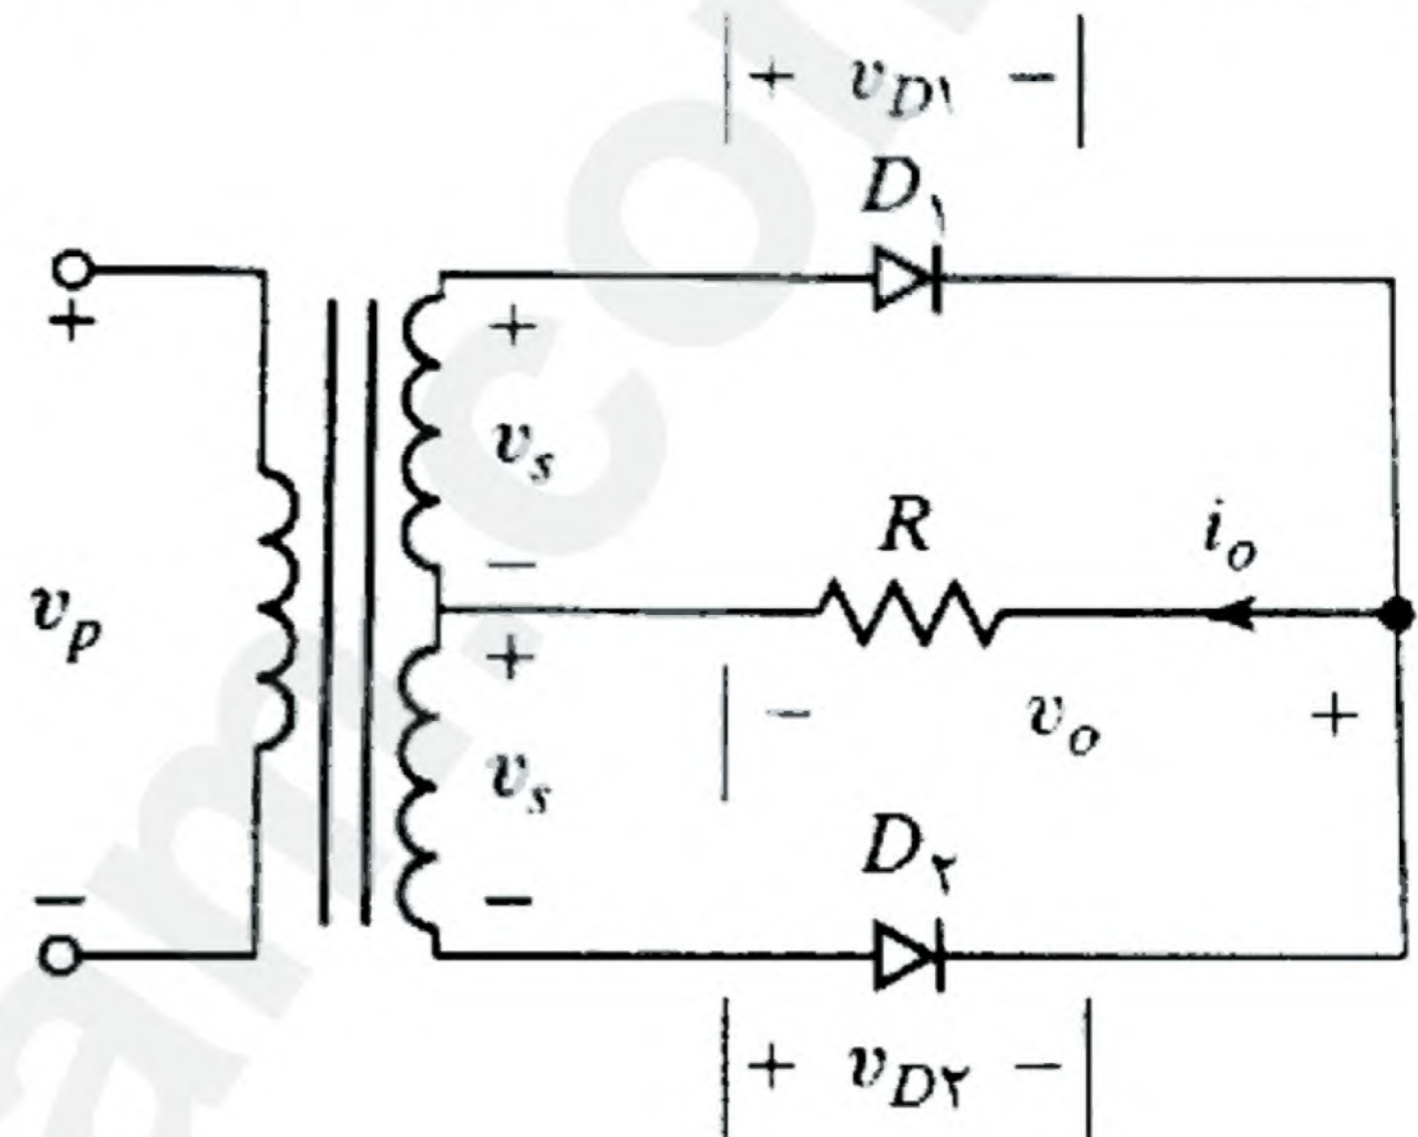 + v_D۱ −
D۱
+
+
v_s
−
R
i_o
v_p
+
−
v_o
+
v_s
D۲
−
−
+ v_D۲ −